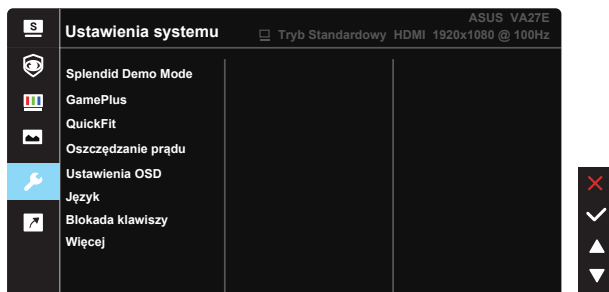 S
Ustawienia systemu
ASUS VA27E
Tryb Standardowy HDMI 1920x1080 @ 100Hz
Splendid Demo Mode
GamePlus
QuickFit
Oszczędzanie prądu
Ustawienia OSD
Język
Blokada klawiszy
Więcej